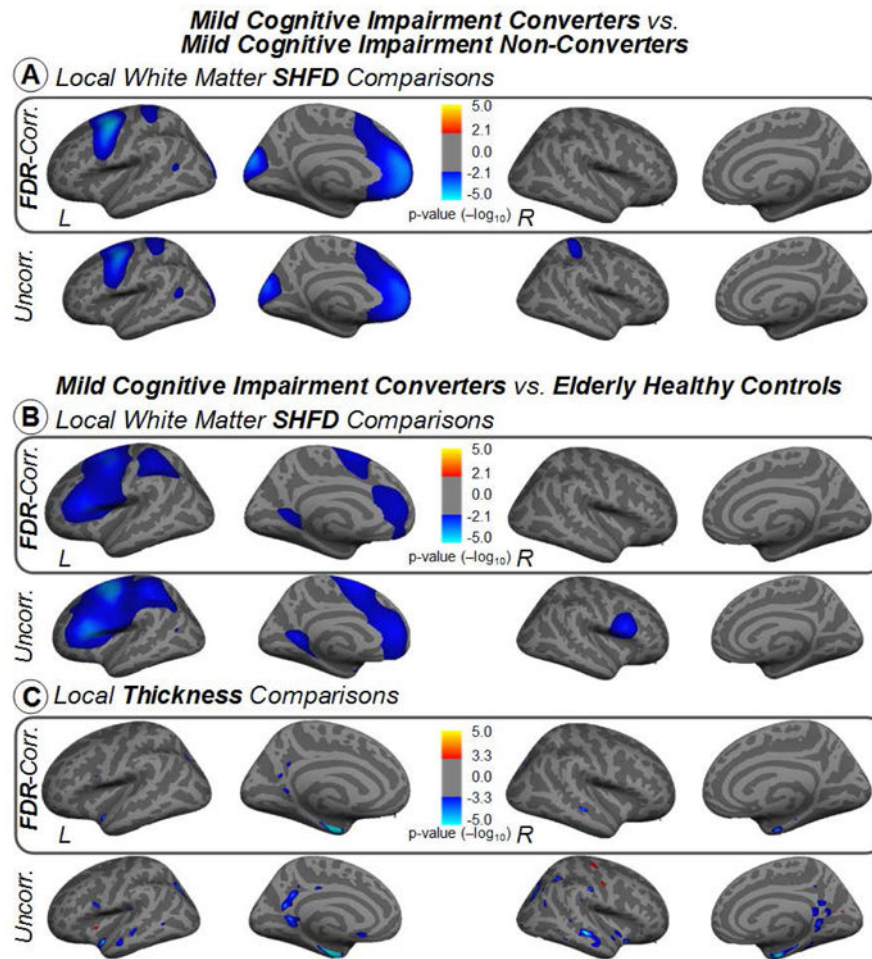 Mild Cognitive Impairment Converters vs.
Mild Cognitive Impairment Non-Converters
A Local White Matter SHFD Comparisons
FDR-Corr.
5.0
2.1
0.0
-2.1
-5.0
p-value (–log10)
L
R
Uncorr.
Mild Cognitive Impairment Converters vs. Elderly Healthy Controls
B Local White Matter SHFD Comparisons
FDR-Corr.
5.0
2.1
0.0
-2.1
-5.0
p-value (–log10)
L
R
Uncorr.
C Local Thickness Comparisons
FDR-Corr.
5.0
3.3
0.0
-3.3
-5.0
p-value (–log10)
L
R
Uncorr.